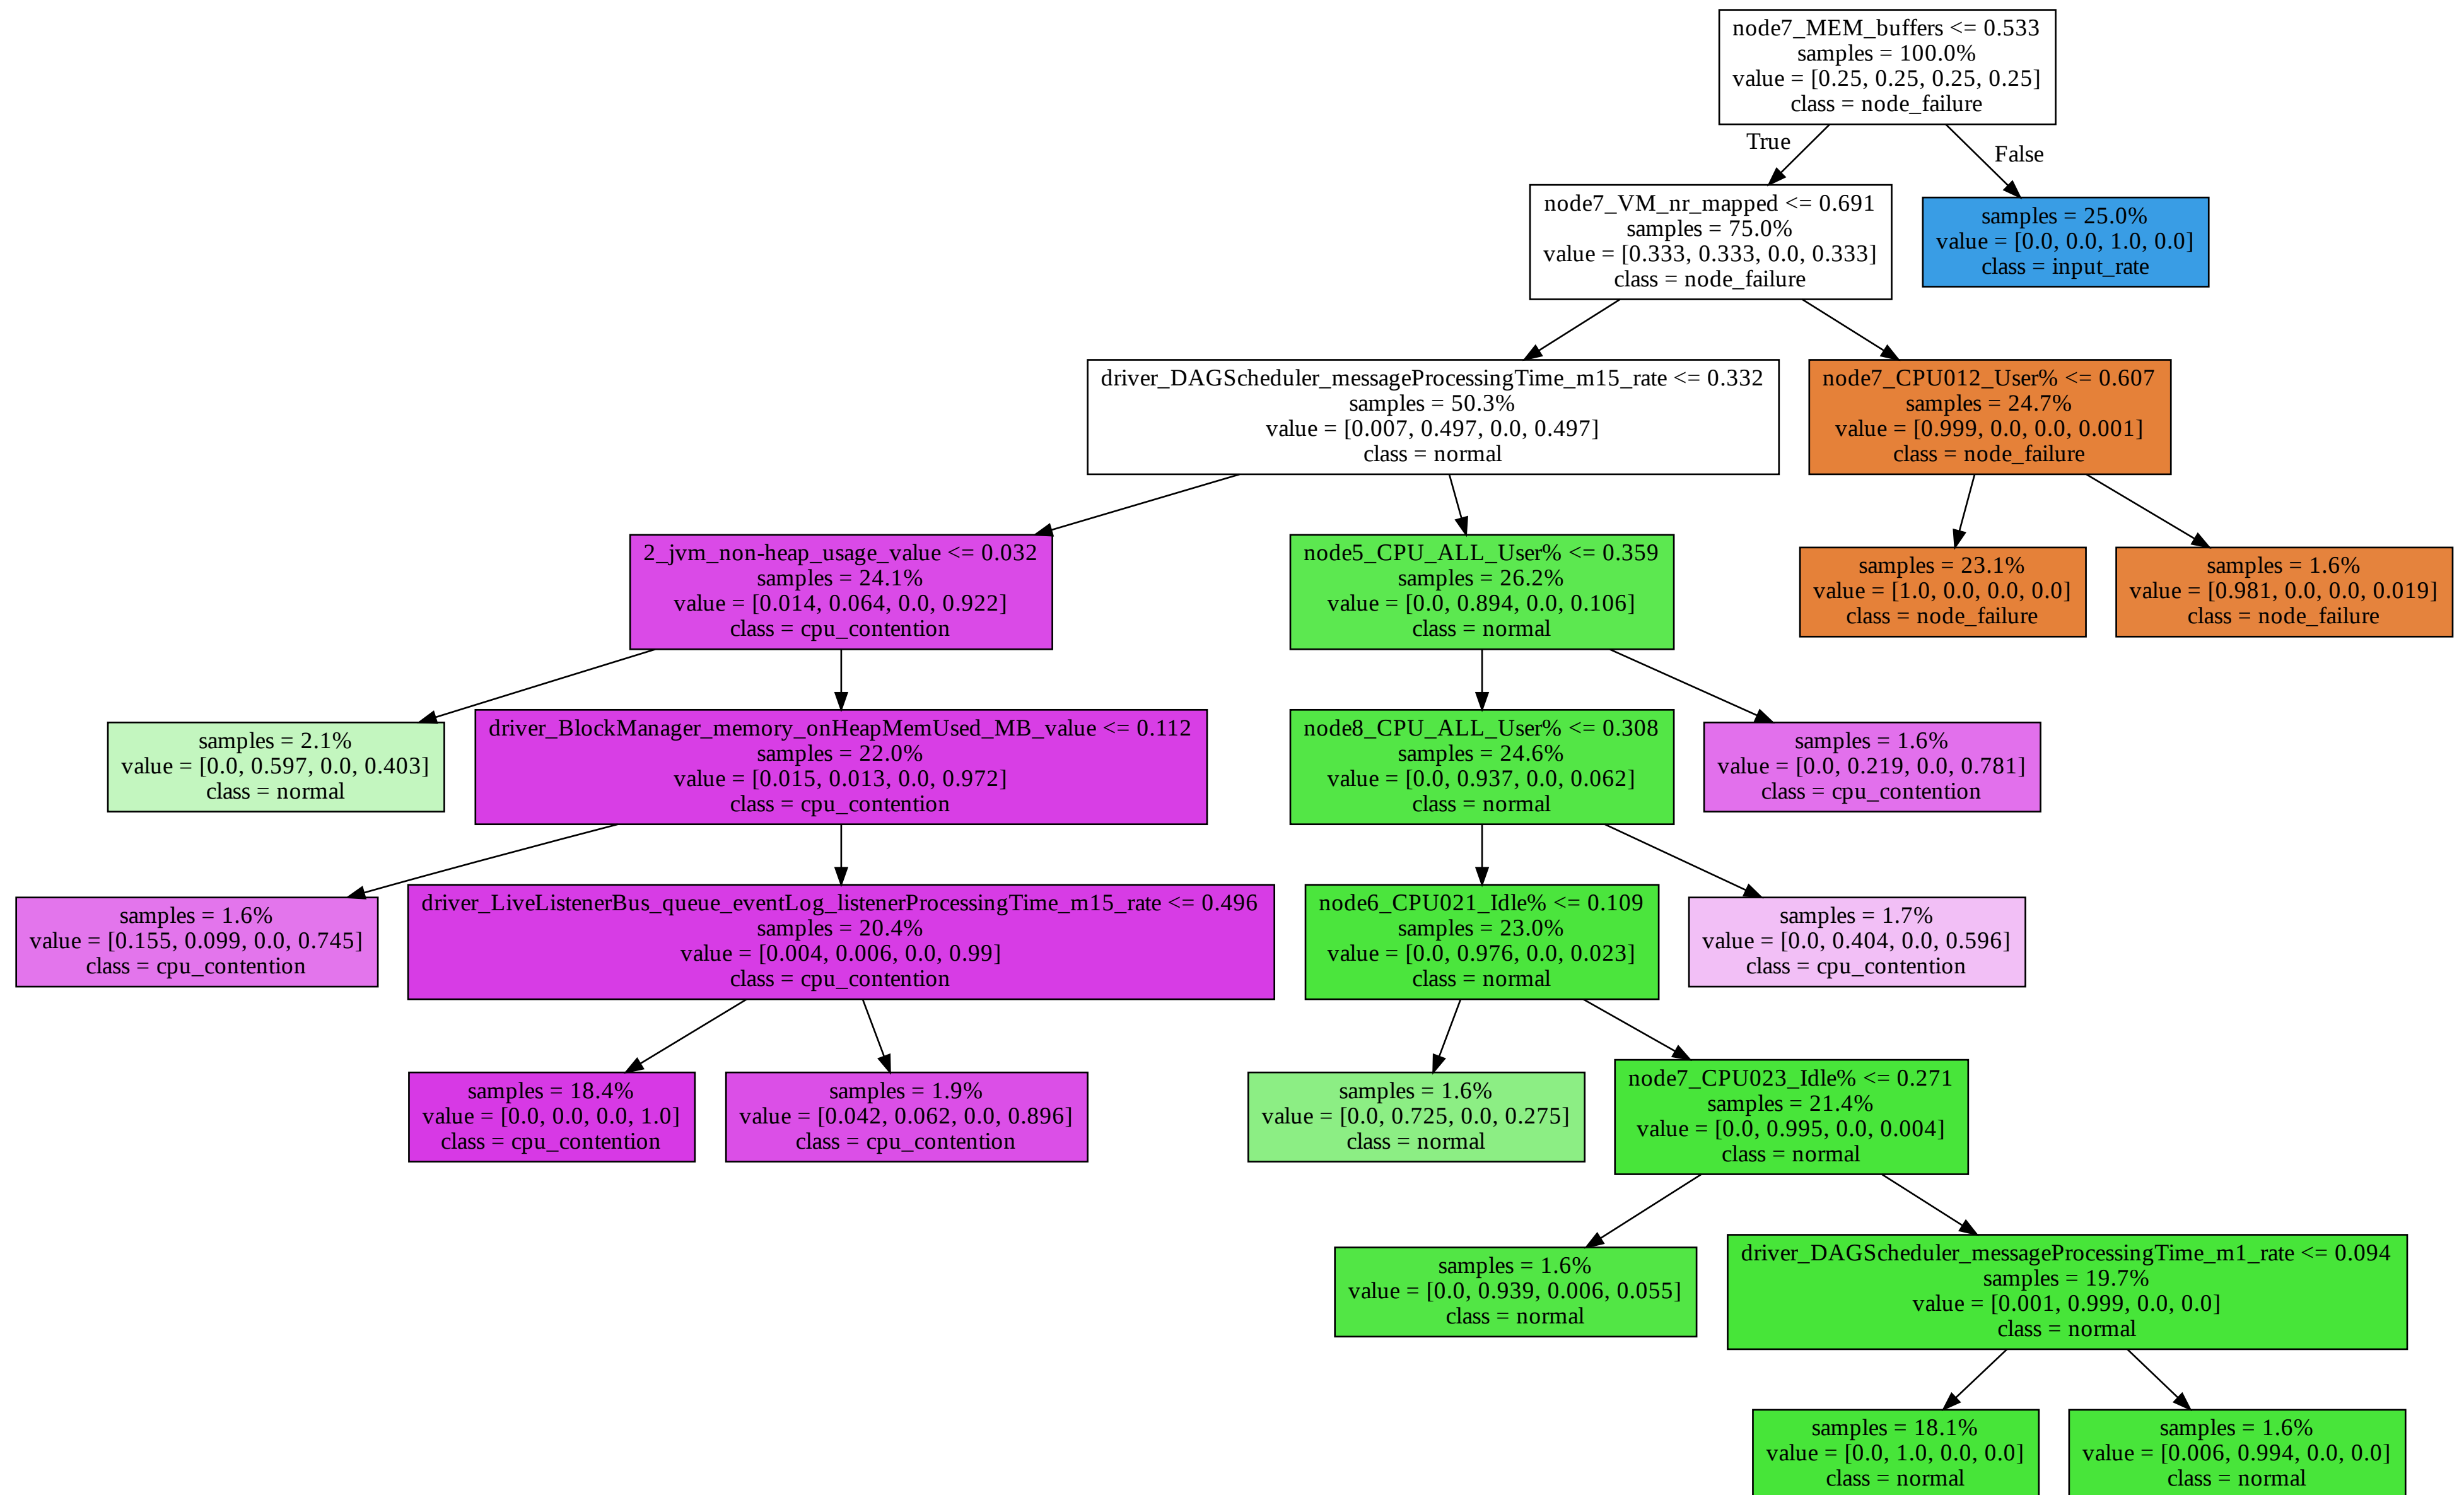 node7_MEM_buffers <= 0.533
samples = 100.0%
value = [0.25, 0.25, 0.25, 0.25]
class = node_failure
True
False
node7_VM_nr_mapped <= 0.691
samples = 75.0%
value = [0.333, 0.333, 0.0, 0.333]
class = node_failure
samples = 25.0%
value = [0.0, 0.0, 1.0, 0.0]
class = input_rate
driver_DAGScheduler_messageProcessingTime_m15_rate <= 0.332
samples = 50.3%
value = [0.007, 0.497, 0.0, 0.497]
class = normal
node7_CPU012_User% <= 0.607
samples = 24.7%
value = [0.999, 0.0, 0.0, 0.001]
class = node_failure
2_jvm_non-heap_usage_value <= 0.032
samples = 24.1%
value = [0.014, 0.064, 0.0, 0.922]
class = cpu_contention
node5_CPU_ALL_User% <= 0.359
samples = 26.2%
value = [0.0, 0.894, 0.0, 0.106]
class = normal
samples = 23.1%
value = [1.0, 0.0, 0.0, 0.0]
class = node_failure
samples = 1.6%
value = [0.981, 0.0, 0.0, 0.019]
class = node_failure
samples = 2.1%
value = [0.0, 0.597, 0.0, 0.403]
class = normal
driver_BlockManager_memory_onHeapMemUsed_MB_value <= 0.112
samples = 22.0%
value = [0.015, 0.013, 0.0, 0.972]
class = cpu_contention
node8_CPU_ALL_User% <= 0.308
samples = 24.6%
value = [0.0, 0.937, 0.0, 0.062]
class = normal
samples = 1.6%
value = [0.0, 0.219, 0.0, 0.781]
class = cpu_contention
samples = 1.6%
value = [0.155, 0.099, 0.0, 0.745]
class = cpu_contention
driver_LiveListenerBus_queue_eventLog_listenerProcessingTime_m15_rate <= 0.496
samples = 20.4%
value = [0.004, 0.006, 0.0, 0.99]
class = cpu_contention
node6_CPU021_Idle% <= 0.109
samples = 23.0%
value = [0.0, 0.976, 0.0, 0.023]
class = normal
samples = 1.7%
value = [0.0, 0.404, 0.0, 0.596]
class = cpu_contention
samples = 18.4%
value = [0.0, 0.0, 0.0, 1.0]
class = cpu_contention
samples = 1.9%
value = [0.042, 0.062, 0.0, 0.896]
class = cpu_contention
samples = 1.6%
value = [0.0, 0.725, 0.0, 0.275]
class = normal
node7_CPU023_Idle% <= 0.271
samples = 21.4%
value = [0.0, 0.995, 0.0, 0.004]
class = normal
samples = 1.6%
value = [0.0, 0.939, 0.006, 0.055]
class = normal
driver_DAGScheduler_messageProcessingTime_m1_rate <= 0.094
samples = 19.7%
value = [0.001, 0.999, 0.0, 0.0]
class = normal
samples = 18.1%
value = [0.0, 1.0, 0.0, 0.0]
class = normal
samples = 1.6%
value = [0.006, 0.994, 0.0, 0.0]
class = normal